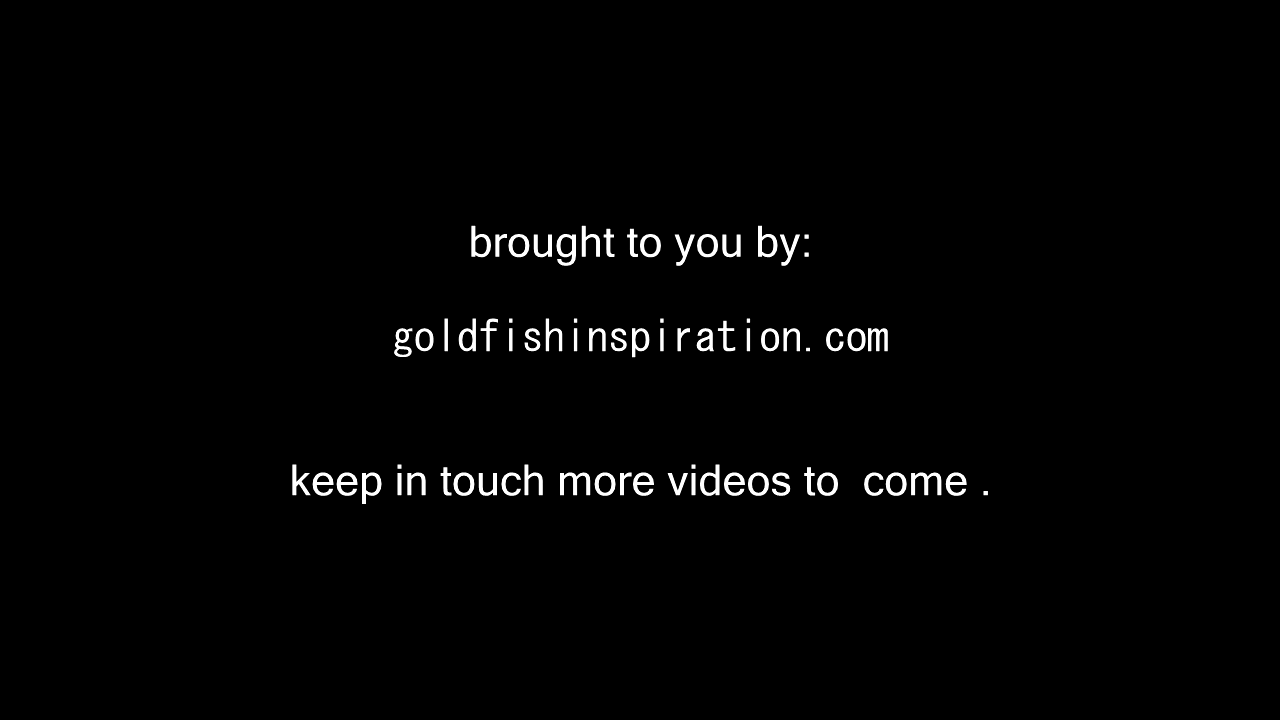 brought to you by:
goldfishinspiration.com
keep in touch more videos to  come .